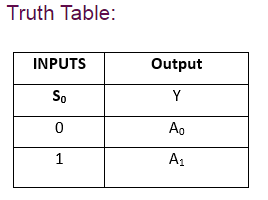 Truth Table:
INPUTS Output
S₀ Y
0 A₀
1 A₁